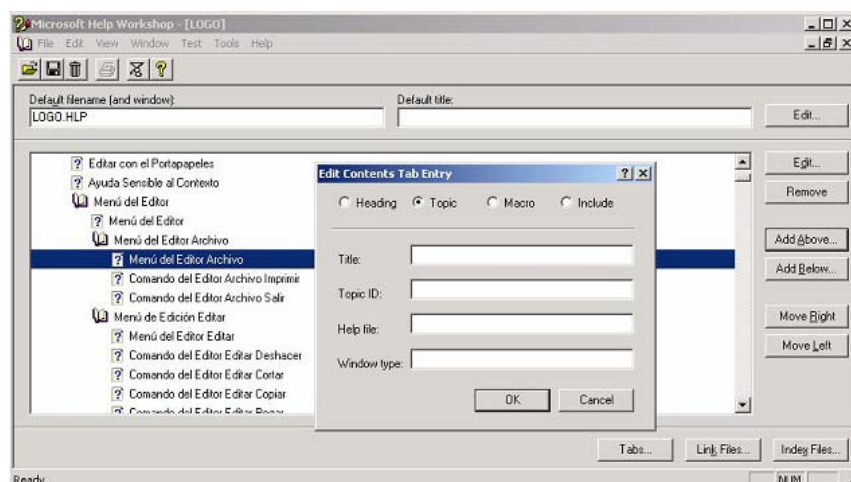 Microsoft Help Workshop - [LOGO]
File Edit View Window Test Tools Help
Default filename (and window):
Default title:
LOGO.HLP
Edit...
Editar con el Portapapeles
Ayuda Sensible al Contexto
Menú del Editor
Menú del Editor
Menú del Editor Archivo
Menú del Editor Archivo
Comando del Editor Archivo Imprimir
Comando del Editor Archivo Salir
Menú de Edición Editar
Menú del Editor Editar
Comando del Editor Editar Deshacer
Comando del Editor Editar Cortar
Comando del Editor Editar Copiar
Comando del Editor Editar Pegar
Edit Contents Tab Entry
Heading Topic Macro Include
Title:
Topic ID:
Help file:
Window type:
OK Cancel
Edit...
Remove
Add Above...
Add Below...
Move Right
Move Left
Tabs... Link Files... Index Files...
Ready
NUM